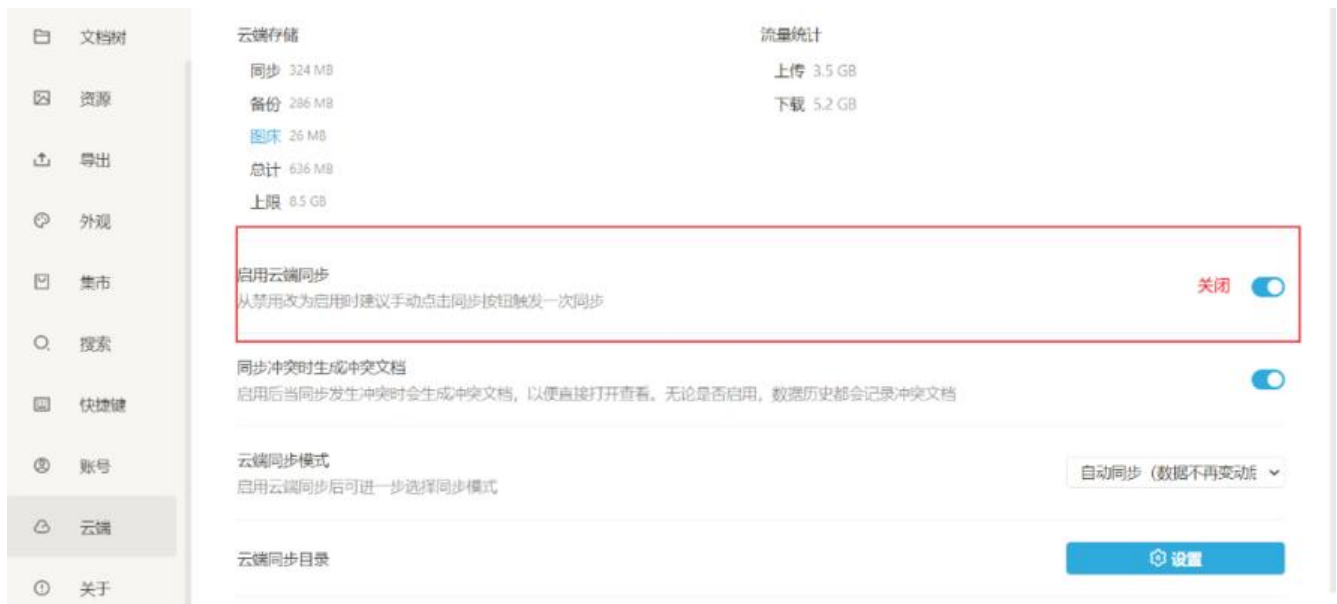 文档树
资源
导出
外观
集市
搜索
快捷键
账号
云端
关于
云端存储
同步 324 MB
备份 286 MB
图床 26 MB
总计 636 MB
上限 8.5 GB
流量统计
上传 3.5 GB
下载 5.2 GB
启用云端同步
从禁用改为启用时建议手动点击同步按钮触发一次同步
关闭
同步冲突时生成冲突文档
启用后当同步发生冲突时会生成冲突文档，以便直接打开查看。无论是否启用，数据历史都会记录冲突文档
云端同步模式
启用云端同步后可进一步选择同步模式
自动同步（数据不再变动
云端同步目录
设置